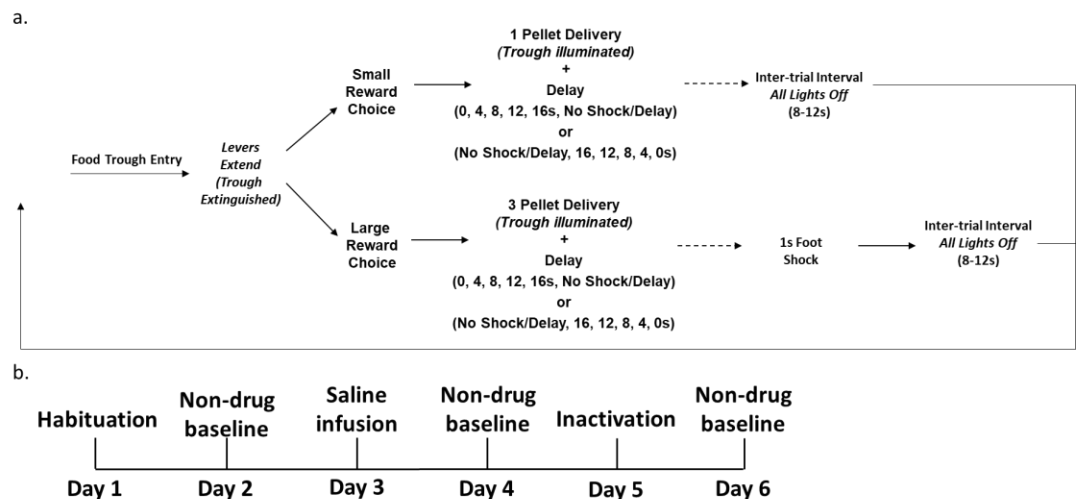 a.
Food Trough Entry
Levers
Extend
(Trough
Extinguished)
Small
Reward
Choice
1 Pellet Delivery
(Trough illuminated)
+
Delay
(0, 4, 8, 12, 16s, No Shock/Delay)
or
(No Shock/Delay, 16, 12, 8, 4, 0s)
Inter-trial Interval
All Lights Off
(8-12s)
Large
Reward
Choice
3 Pellet Delivery
(Trough illuminated)
+
Delay
(0, 4, 8, 12, 16s, No Shock/Delay)
or
(No Shock/Delay, 16, 12, 8, 4, 0s)
1s Foot
Shock
Inter-trial Interval
All Lights Off
(8-12s)
b.
Habituation
Non-drug
baseline
Saline
infusion
Non-drug
baseline
Inactivation
Non-drug
baseline
Day 1
Day 2
Day 3
Day 4
Day 5
Day 6